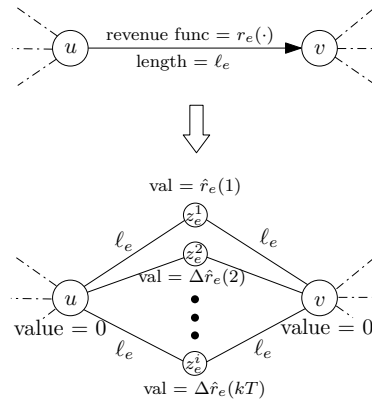 u
revenue func = r_e(·)
length = ℓ_e
v
val = r̂_e(1)
z_e^1
ℓ_e
ℓ_e
z_e^2
val = Δr̂_e(2)
u
v
value = 0
value = 0
ℓ_e
ℓ_e
z_e^i
val = Δr̂_e(kT)